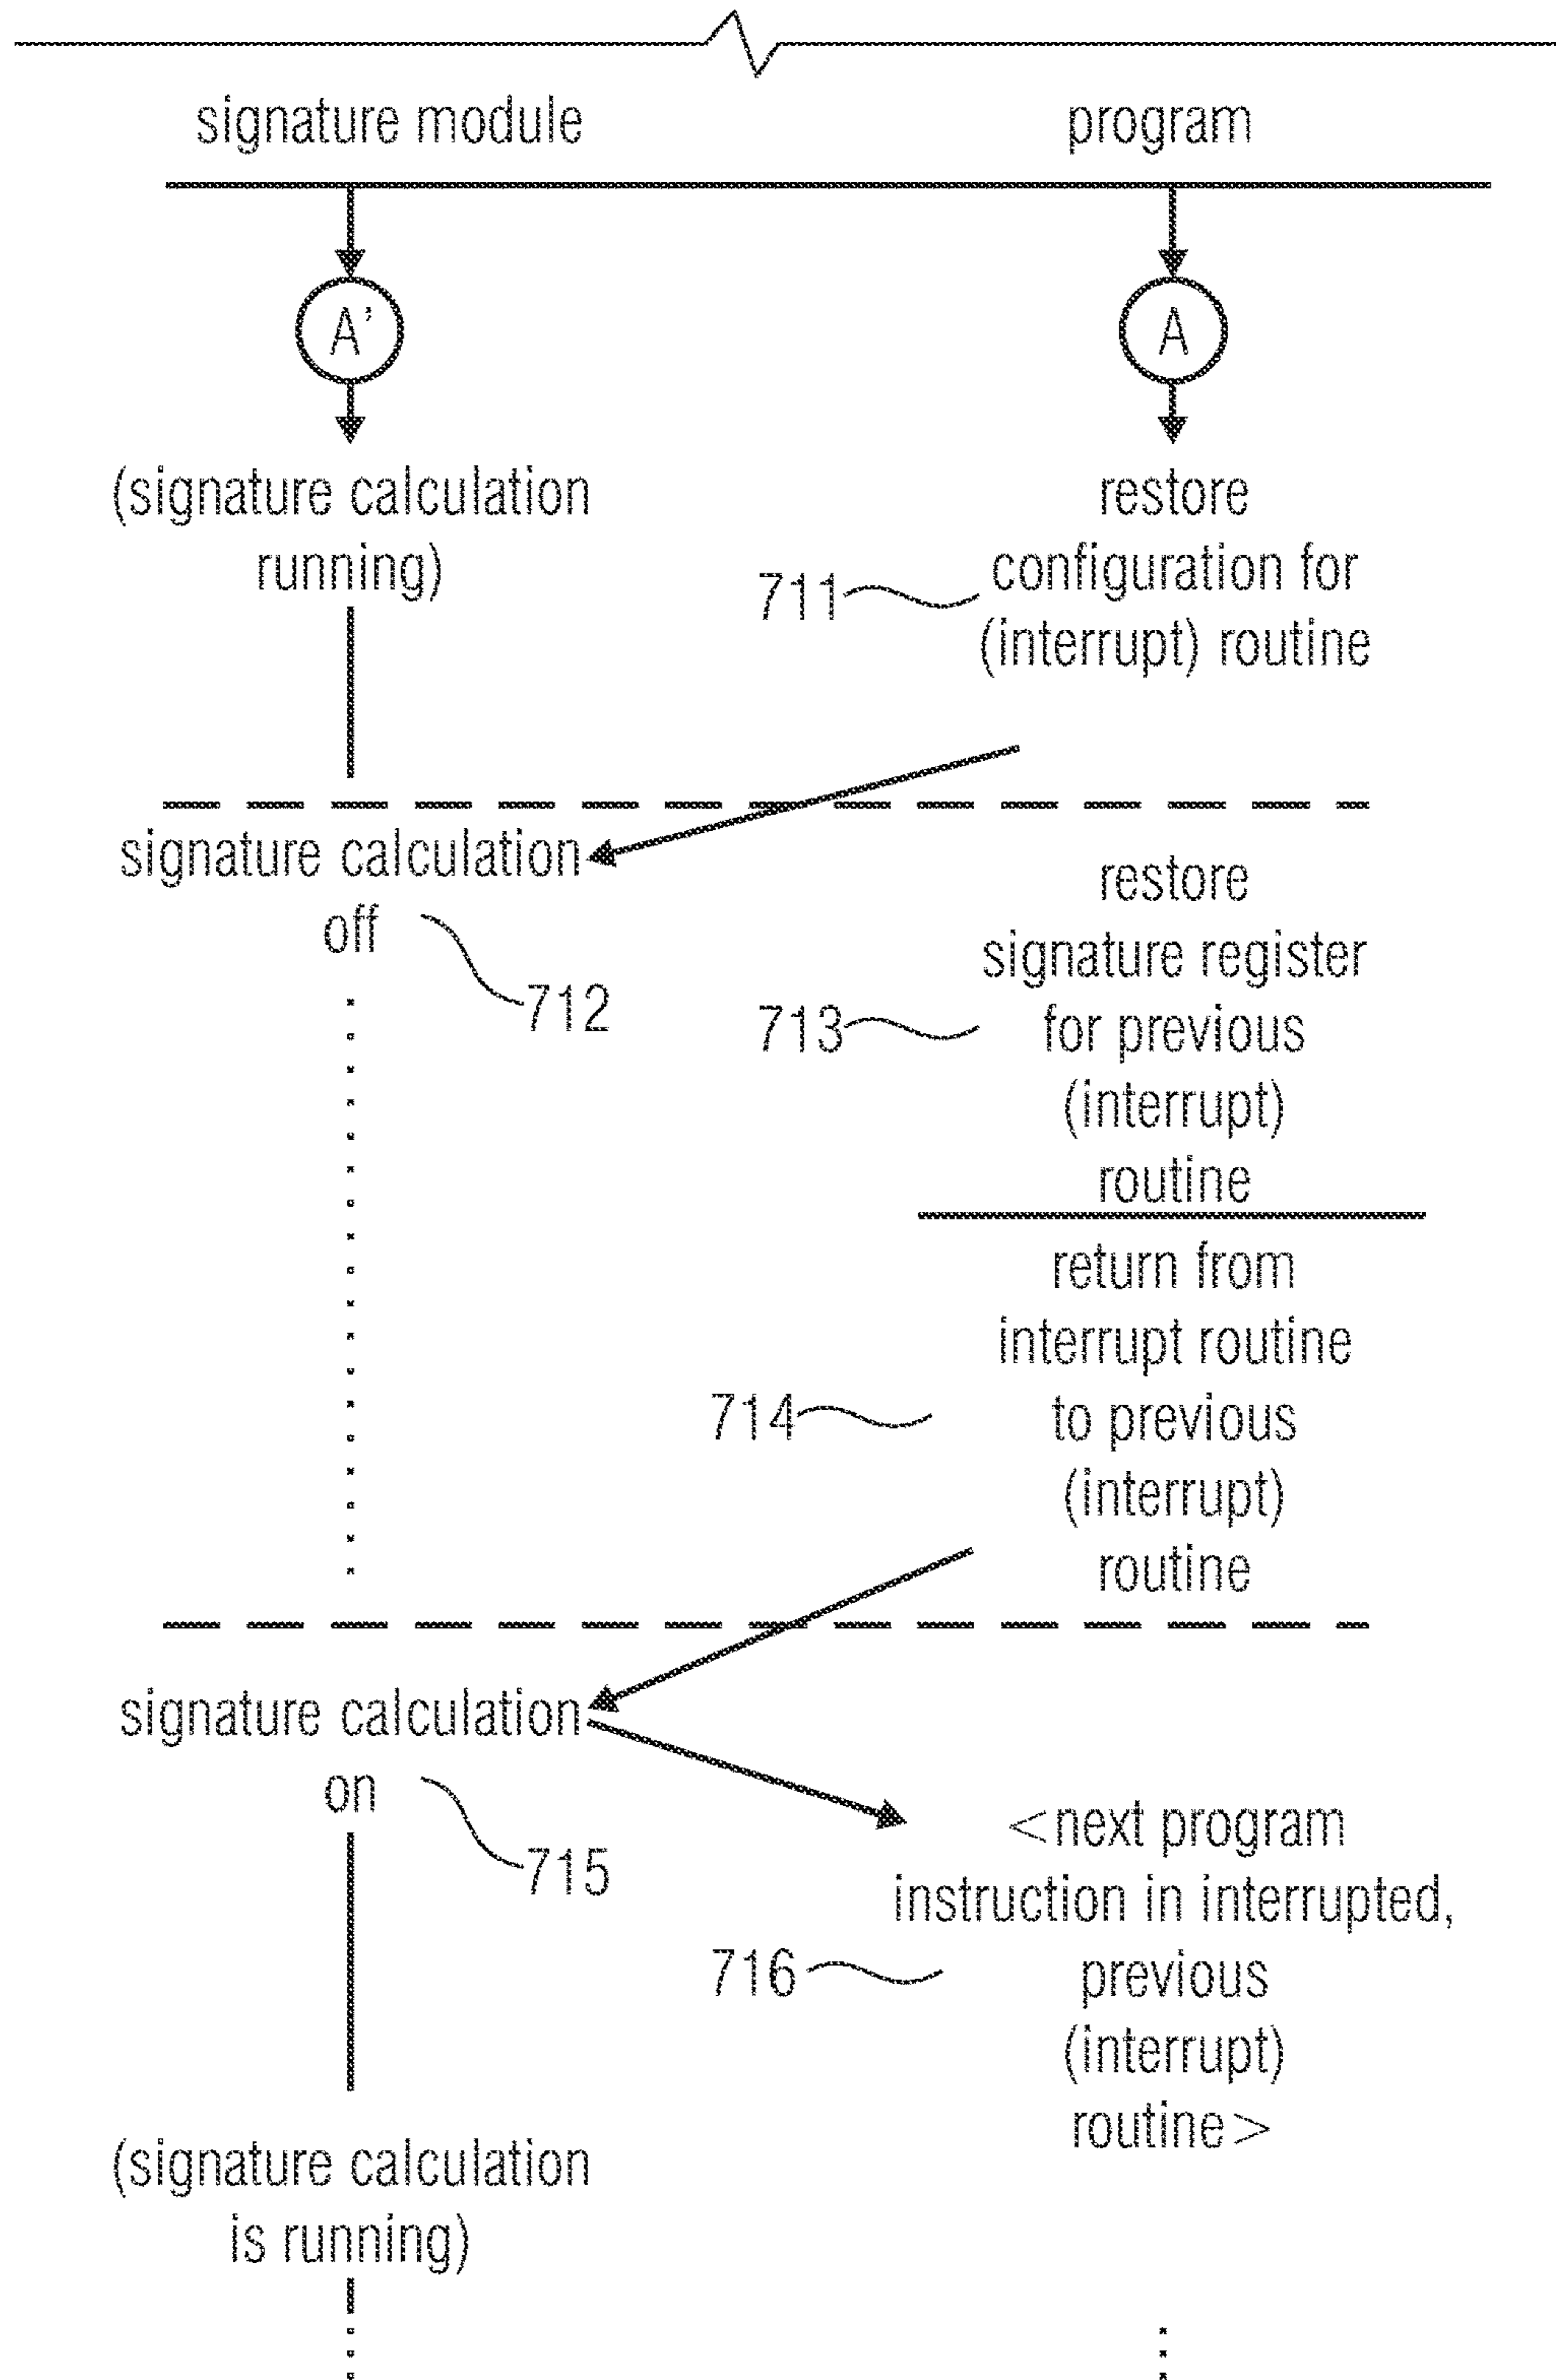 signature module
program
A'
A
(signature calculation
running)
restore
configuration for
(interrupt) routine
711
signature calculation
off
712
restore
signature register
for previous
(interrupt)
routine
713
return from
interrupt routine
to previous
(interrupt)
routine
714
signature calculation
on
715
<next program
instruction in interrupted,
previous
(interrupt)
routine>
716
(signature calculation
is running)